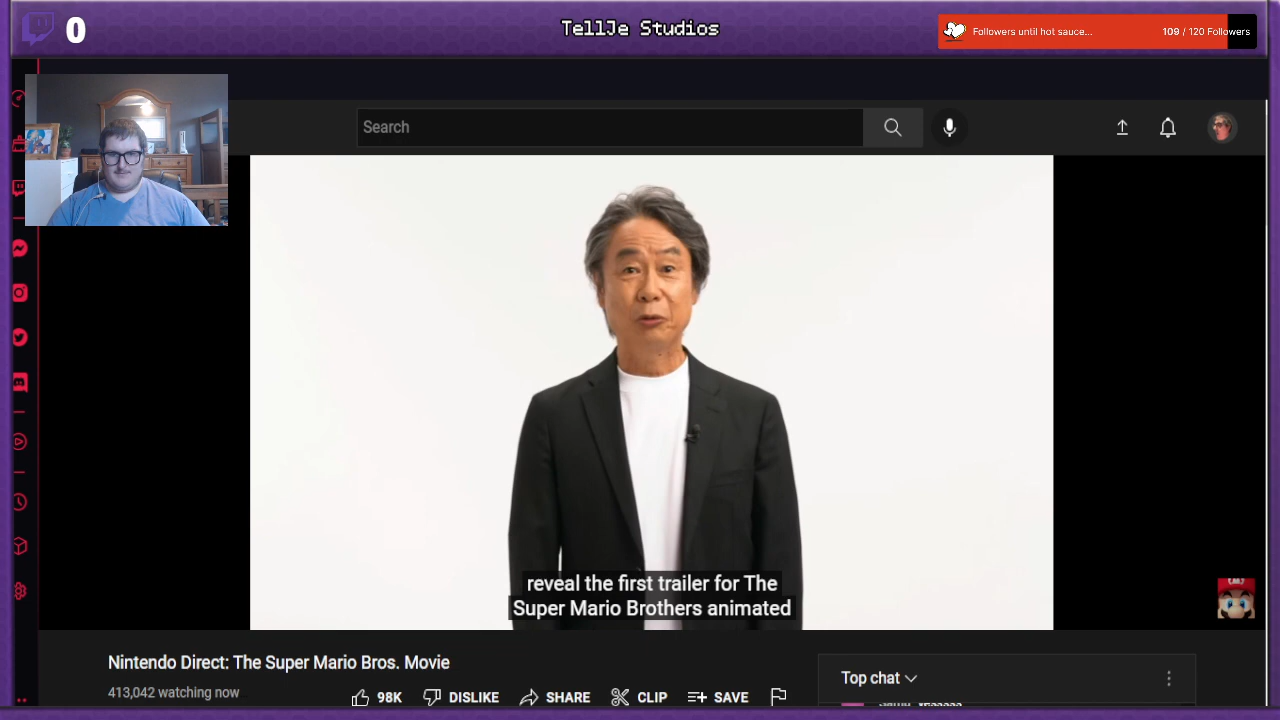 0
TellJe Studios
Followers until hot sauce...
109 / 120 Followers
Search
reveal the first trailer for The
Super Mario Brothers animated
Nintendo Direct: The Super Mario Bros. Movie
413,042 watching now
98K
DISLIKE
SHARE
CLIP
SAVE
Top chat